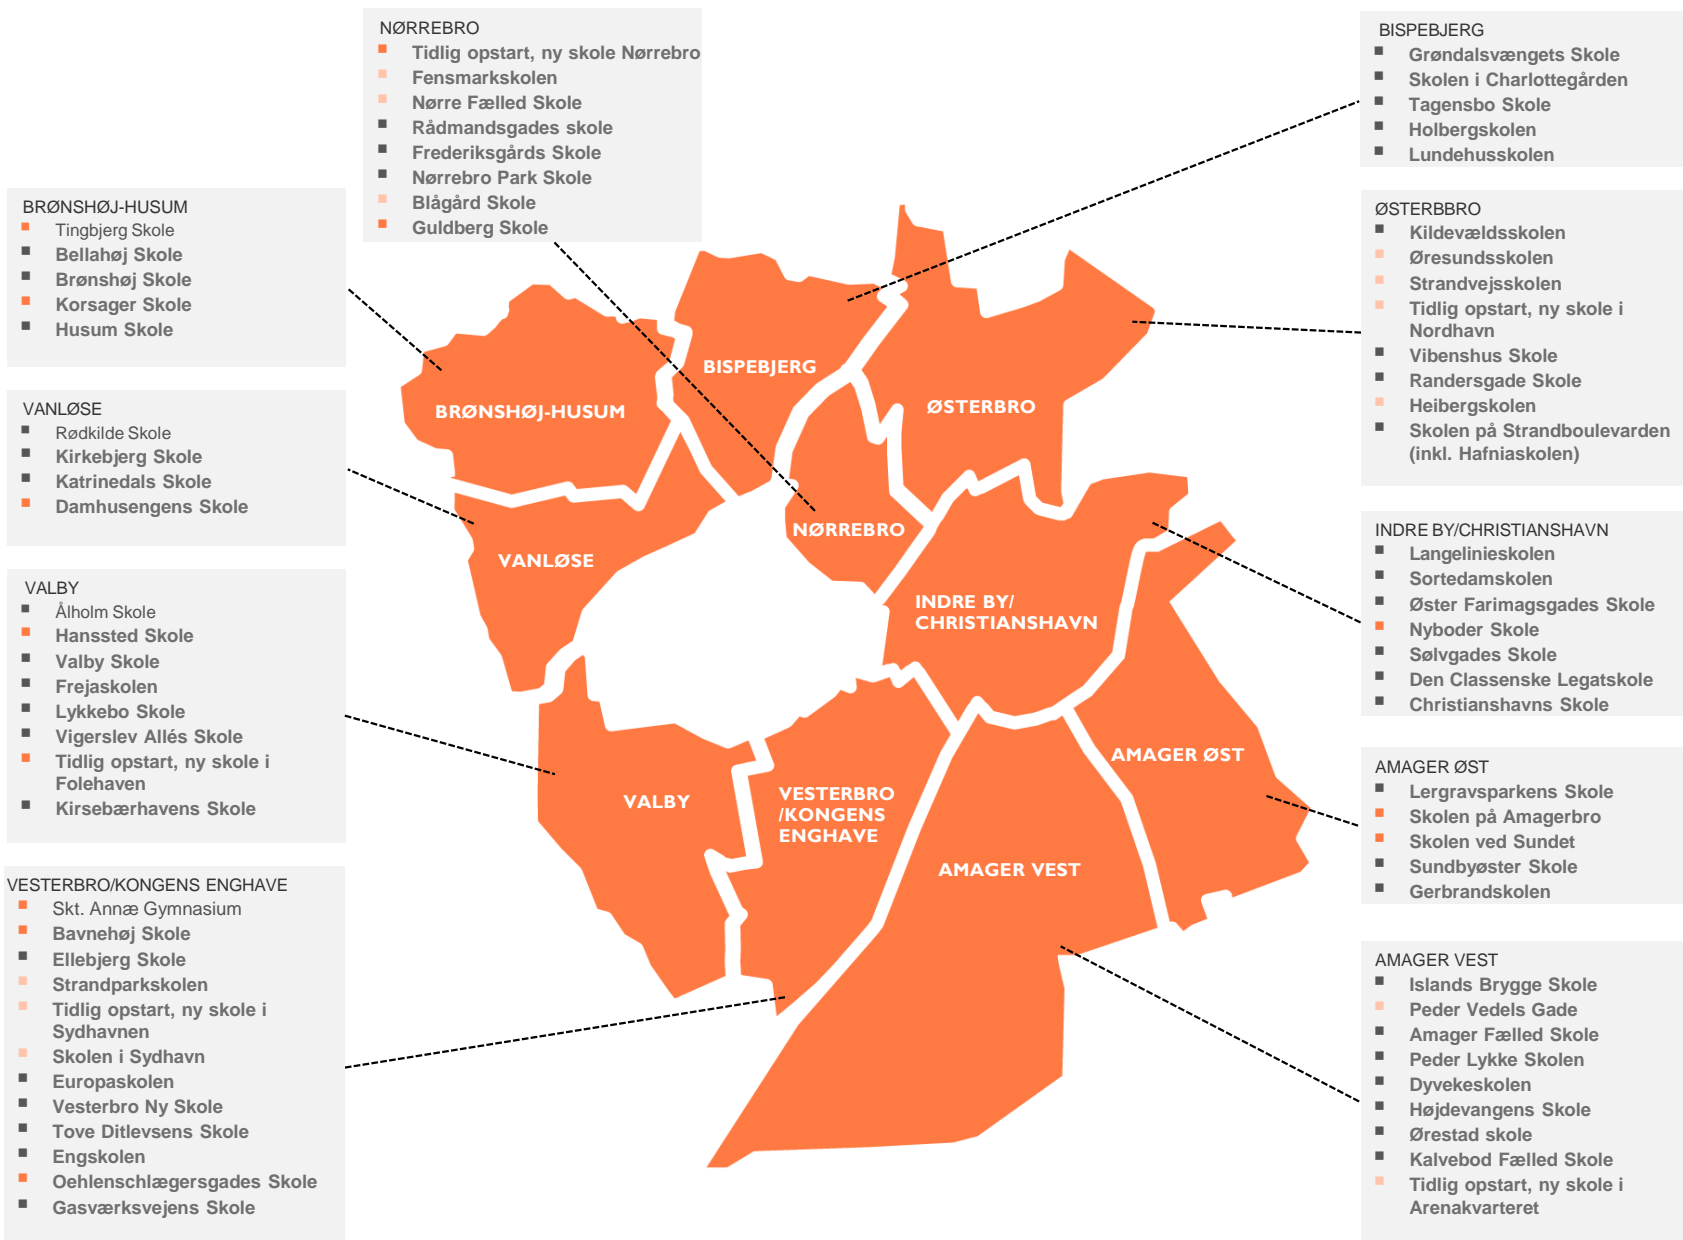 NØRREBRO
Tidlig opstart, ny skole Nørrebro
Fensmarkskolen
Nørre Fælled Skole
Rådmandsgades skole
Frederiksgårds Skole
Nørrebro Park Skole
Blågård Skole
Guldberg Skole
BISPEBJERG
Grøndalsvængets Skole
Skolen i Charlottegården
Tagensbo Skole
Holbergskolen
Lundehusskolen
BRØNSHØJ-HUSUM
Tingbjerg Skole
Bellahøj Skole
Brønshøj Skole
Korsager Skole
Husum Skole
ØSTERBBRO
Kildevældsskolen
Øresundsskolen
Strandvejsskolen
Tidlig opstart, ny skole i
Nordhavn
Vibenshus Skole
Randersgade Skole
Heibergskolen
Skolen på Strandboulevarden
(inkl. Hafniaskolen)
VANLØSE
Rødkilde Skole
Kirkebjerg Skole
Katrinedals Skole
Damhusengens Skole
INDRE BY/CHRISTIANSHAVN
Langelinieskolen
Sortedamskolen
Øster Farimagsgades Skole
Nyboder Skole
Sølvgades Skole
Den Classenske Legatskole
Christianshavns Skole
VALBY
Ålholm Skole
Hanssted Skole
Valby Skole
Frejaskolen
Lykkebo Skole
Vigerslev Allés Skole
Tidlig opstart, ny skole i
Folehaven
Kirsebærhavens Skole
AMAGER ØST
Lergravsparkens Skole
Skolen på Amagerbro
Skolen ved Sundet
Sundbyøster Skole
Gerbrandskolen
VESTERBRO/KONGENS ENGHAVE
Skt. Annæ Gymnasium
Bavnehøj Skole
Ellebjerg Skole
Strandparkskolen
Tidlig opstart, ny skole i
Sydhavnen
Skolen i Sydhavn
Europaskolen
Vesterbro Ny Skole
Tove Ditlevsens Skole
Engskolen
Oehlenschlægersgades Skole
Gasværksvejens Skole
AMAGER VEST
Islands Brygge Skole
Peder Vedels Gade
Amager Fælled Skole
Peder Lykke Skolen
Dyvekeskolen
Højdevangens Skole
Ørestad skole
Kalvebod Fælled Skole
Tidlig opstart, ny skole i
Arenakvarteret
BISPEBJERG
BRØNSHØJ-HUSUM
ØSTERBRO
NØRREBRO
VANLØSE
INDRE BY/
CHRISTIANSHAVN
AMAGER ØST
VALBY
VESTERBRO
/KONGENS
ENGHAVE
AMAGER VEST